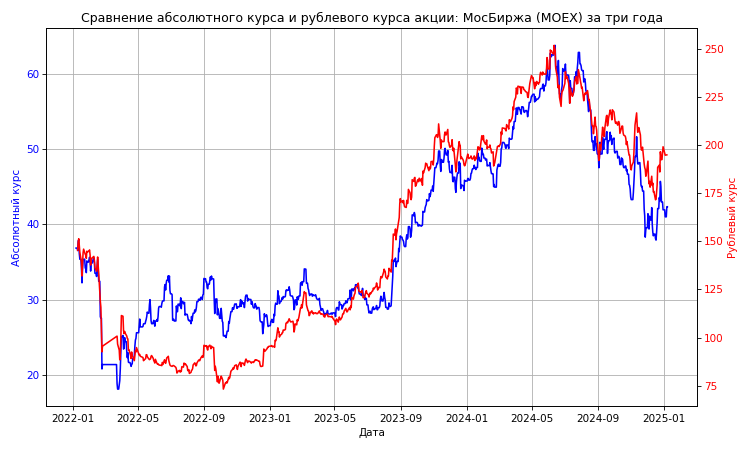 Сравнение абсолютного курса и рублевого курса акции: МосБиржа (MOEX) за три года
Абсолютный курс
60
50
40
30
20
250
225
200
175
150
125
100
75
Рублевый курс
2022-01 2022-05 2022-09 2023-01 2023-05 2023-09 2024-01 2024-05 2024-09 2025-01
Дата